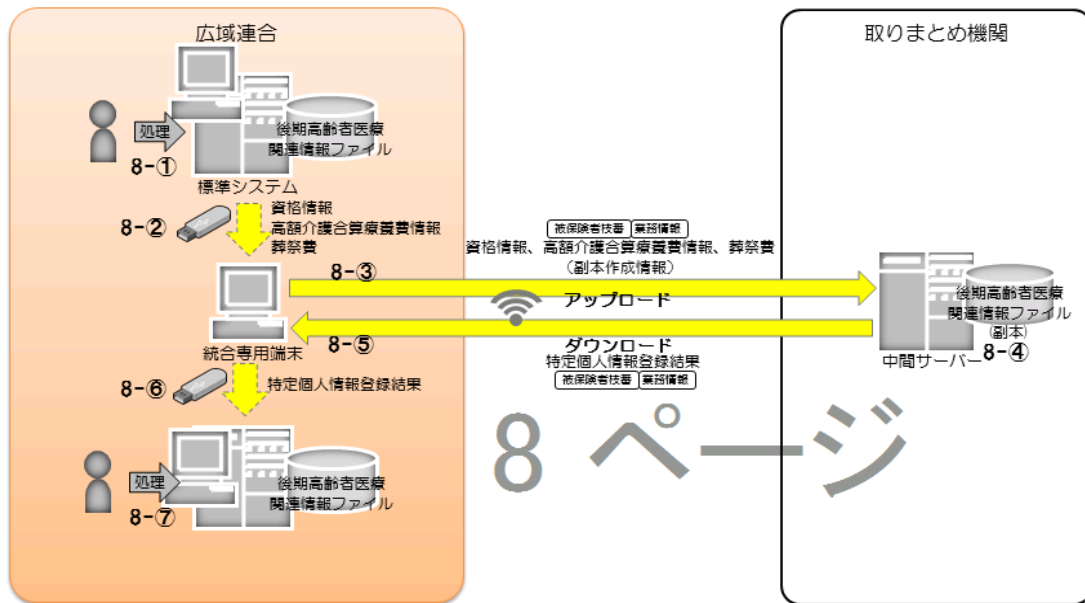 広域連合
取りまとめ機関
処理
8-①
後期高齢者医療
関連情報ファイル
標準システム
8-②
資格情報
高額介護合算療養費情報
葬祭費
被保険者枝番 業務情報
資格情報、高額介護合算療養費情報、葬祭費
(副本作成情報)
8-③
アップロード
後期高齢者医療
関連情報ファイル
(副本)
8-④
中間サーバー
統合専用端末
8-⑤
ダウンロード
特定個人情報登録結果
被保険者枝番 業務情報
8-⑥
特定個人情報登録結果
8 ページ
処理
8-⑦
後期高齢者医療
関連情報ファイル